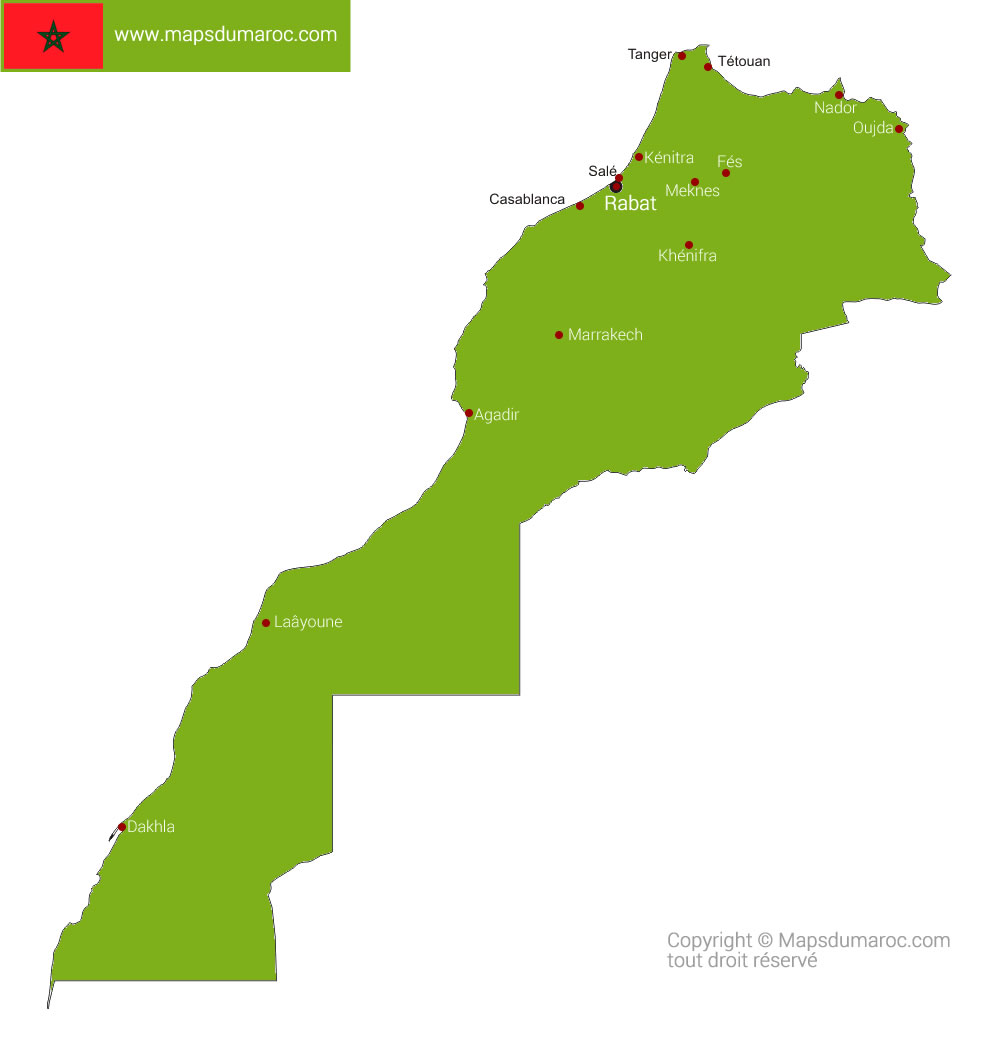 www.mapsdumaroc.com
Tanger
Tétouan
Nador
Oujda
Kénitra
Fés
Salé
Meknes
Casablanca
Rabat
Khénifra
Marrakech
Agadir
Laâyoune
Dakhla
Copyright © Mapsdumaroc.com
tout droit réservé